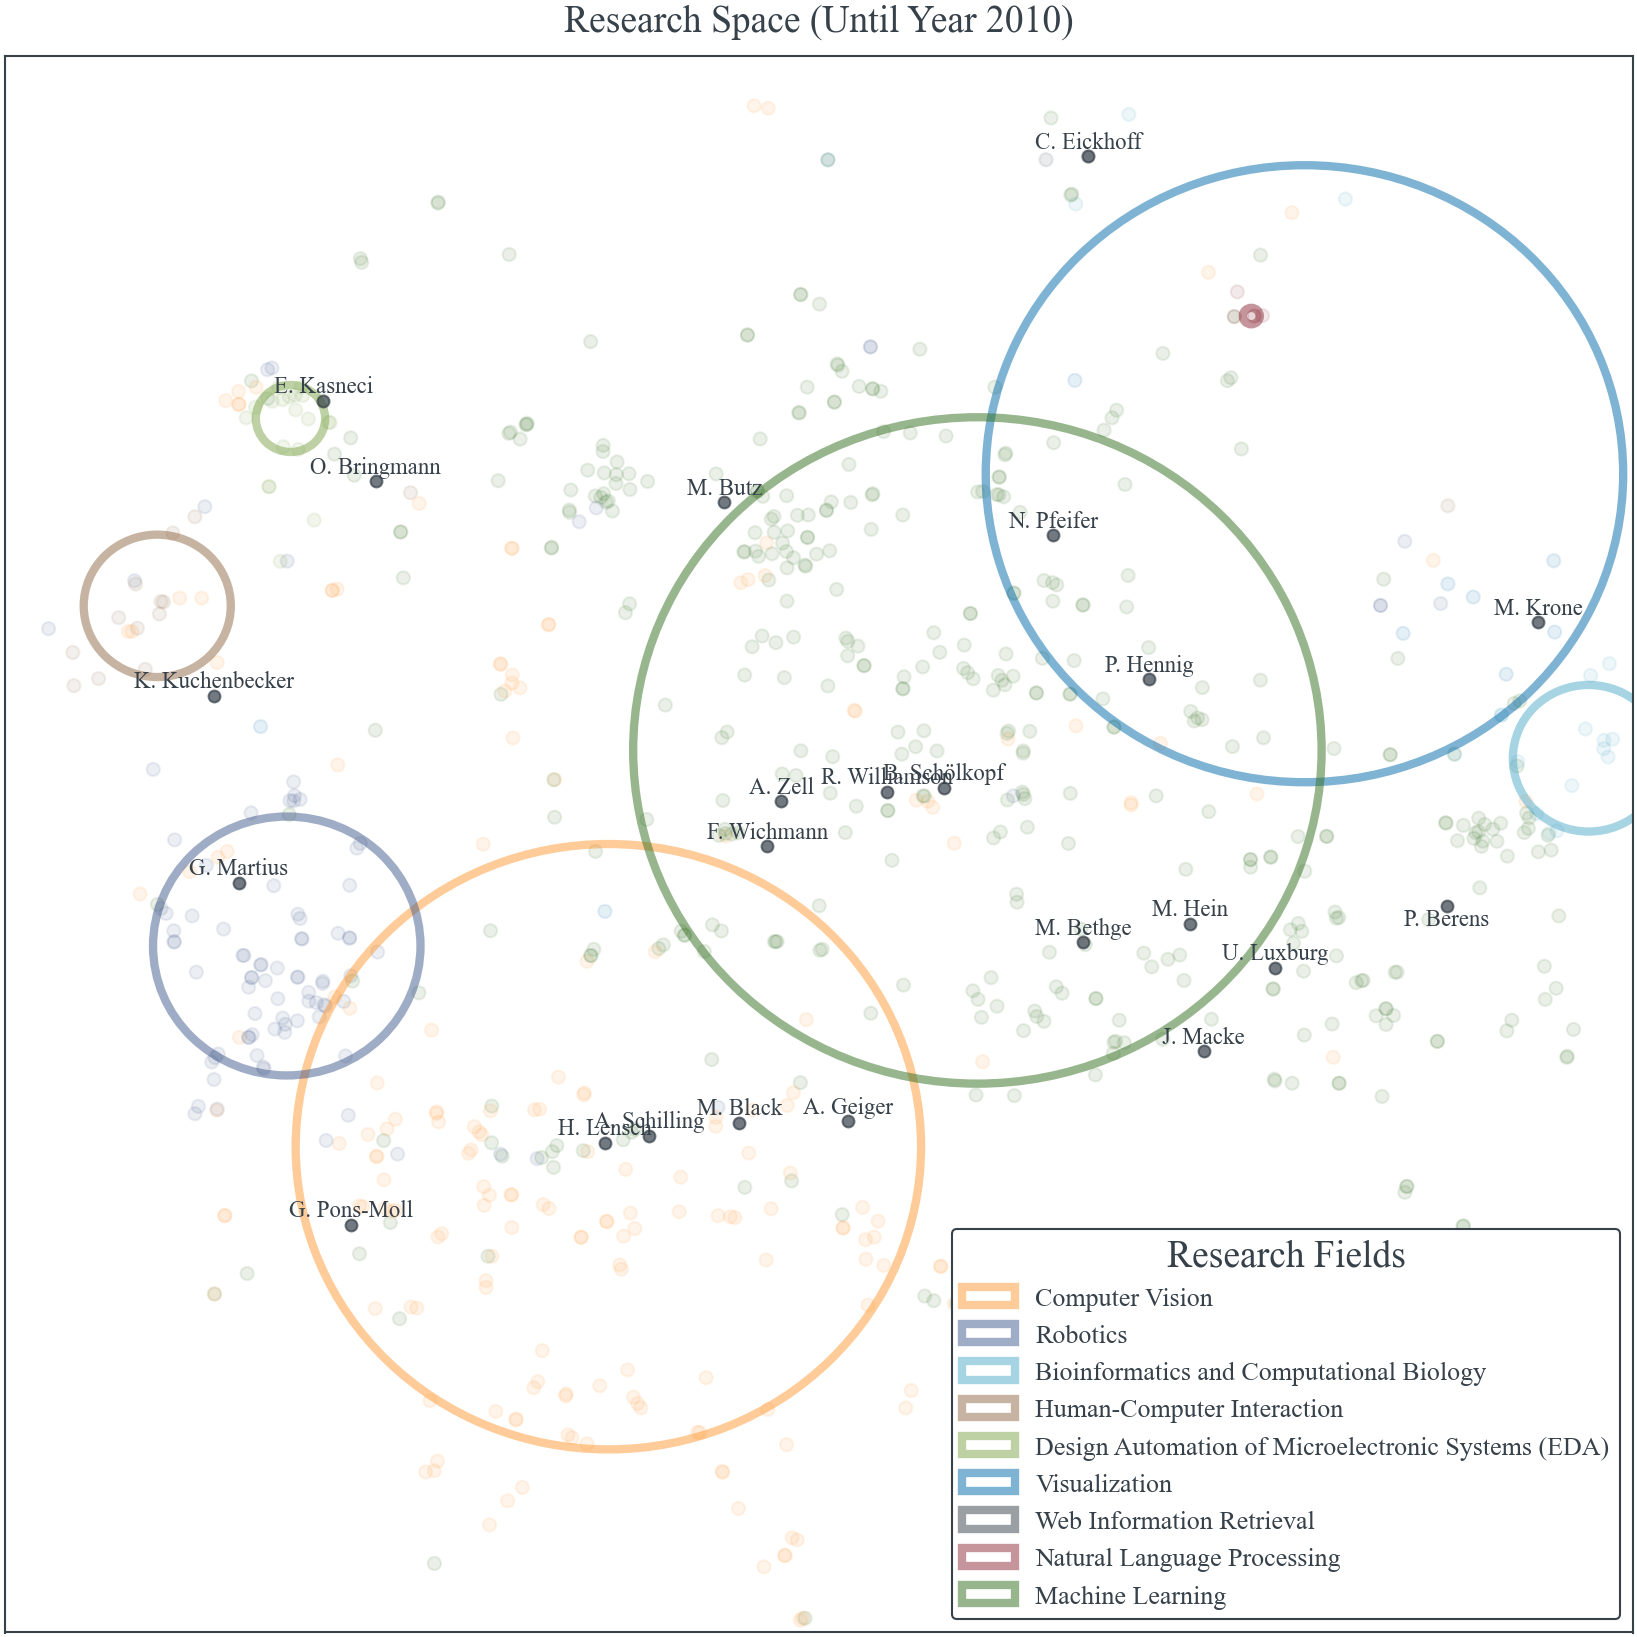 Research Space (Until Year 2010)
C. Eickhoff
E. Kasneci
O. Bringmann
M. Butz
N. Pfeifer
M. Krone
P. Hennig
K. Kuchenbecker
R. Williamson
B. Schölkopf
A. Zell
F. Wichmann
G. Martius
M. Hein
P. Berens
M. Bethge
U. Luxburg
J. Macke
M. Black
A. Geiger
A. Schilling
H. Lensch
G. Pons-Moll
Research Fields
Computer Vision
Robotics
Bioinformatics and Computational Biology
Human-Computer Interaction
Design Automation of Microelectronic Systems (EDA)
Visualization
Web Information Retrieval
Natural Language Processing
Machine Learning